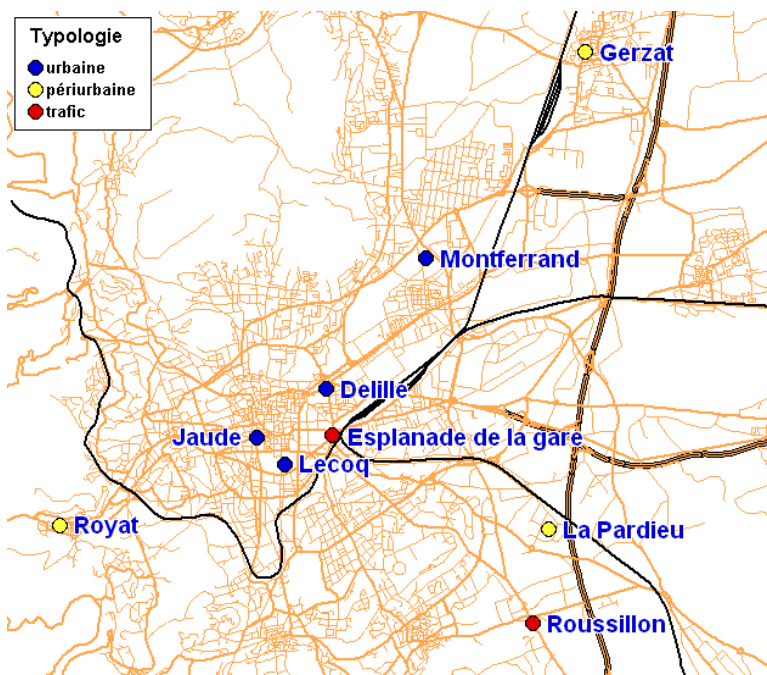 Typologie
urbaine
périurbaine
trafic
Gerzat
Montferrand
Delille
Jaude
Esplanade de la gare
Lecoq
Royat
La Pardieu
Roussillon